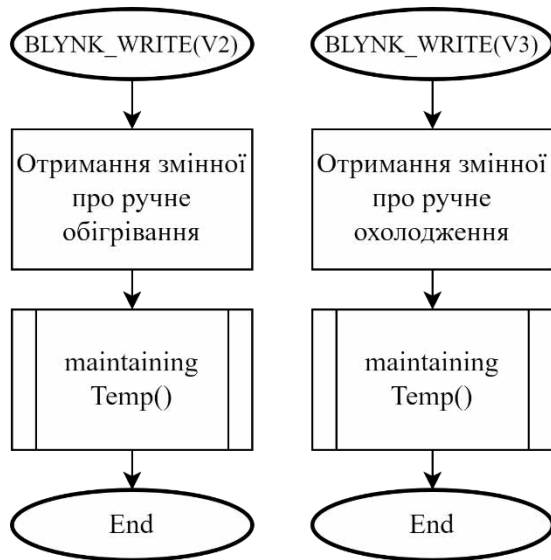 BLYNK_WRITE(V2)
Отримання змінної
про ручне
обігрівання
maintaining
Temp()
End
BLYNK_WRITE(V3)
Отримання змінної
про ручне
охолодження
maintaining
Temp()
End